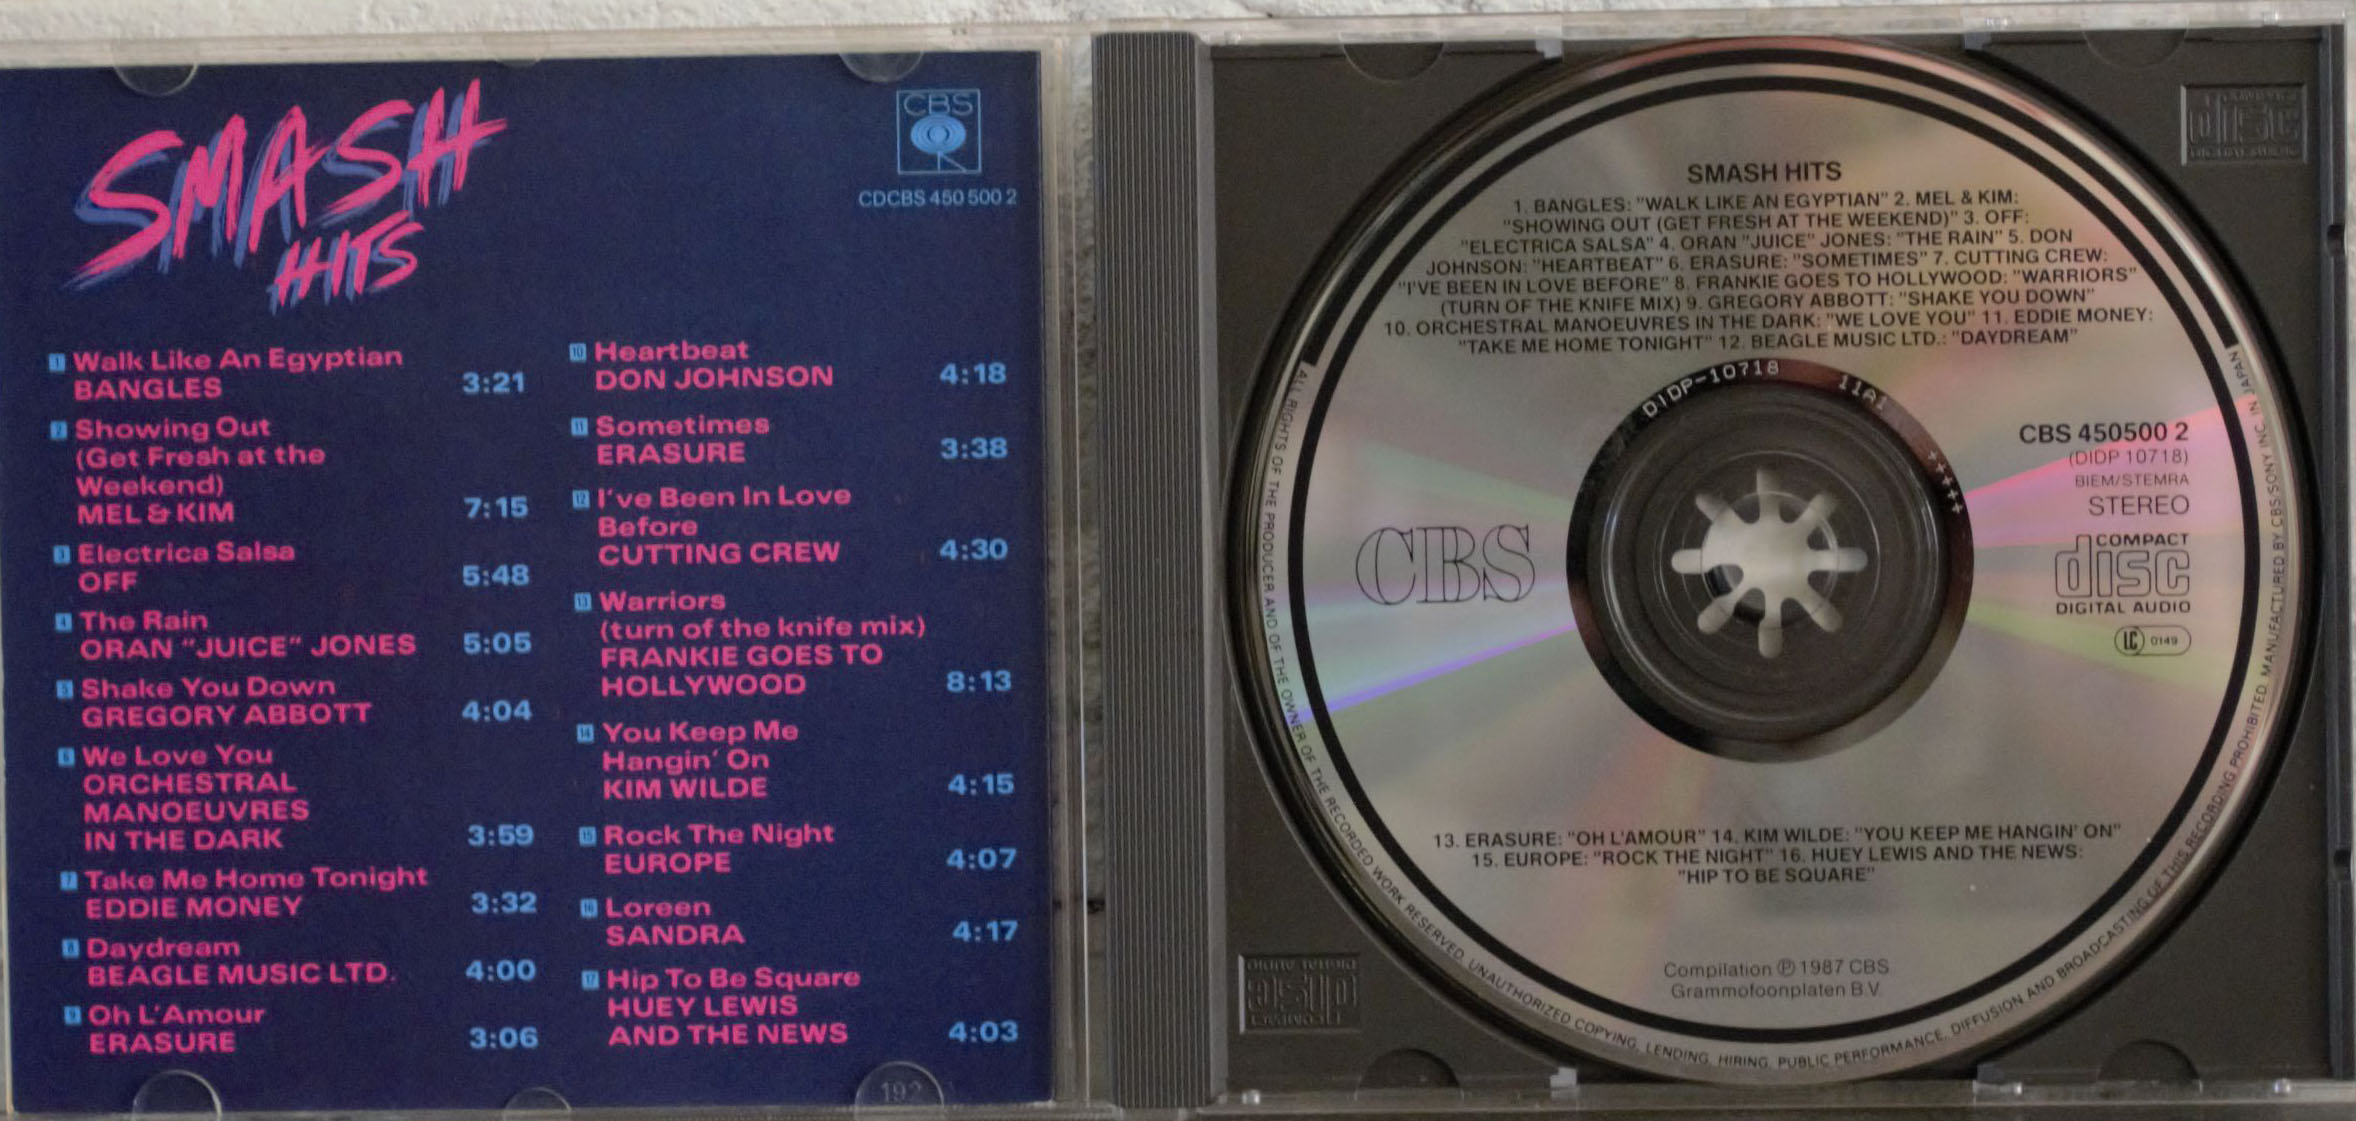 SMASH
HITS
CBS
CDCBS 450 500 2
1 Walk Like An Egyptian
BANGLES 3:21
2 Showing Out
(Get Fresh at the
Weekend)
MEL & KIM 7:15
3 Electrica Salsa
OFF 5:48
4 The Rain
ORAN "JUICE" JONES 5:05
5 Shake You Down
GREGORY ABBOTT 4:04
6 We Love You
ORCHESTRAL
MANOEUVRES
IN THE DARK 3:59
7 Take Me Home Tonight
EDDIE MONEY 3:32
8 Daydream
BEAGLE MUSIC LTD. 4:00
9 Oh L'Amour
ERASURE 3:06
10 Heartbeat
DON JOHNSON 4:18
11 Sometimes
ERASURE 3:38
12 I've Been In Love
Before
CUTTING CREW 4:30
13 Warriors
(turn of the knife mix)
FRANKIE GOES TO
HOLLYWOOD 8:13
14 You Keep Me
Hangin' On
KIM WILDE 4:15
15 Rock The Night
EUROPE 4:07
16 Loreen
SANDRA 4:17
17 Hip To Be Square
HUEY LEWIS
AND THE NEWS 4:03
192
SMASH HITS
1. BANGLES: "WALK LIKE AN EGYPTIAN" 2. MEL & KIM:
"SHOWING OUT (GET FRESH AT THE WEEKEND)" 3. OFF:
"ELECTRICA SALSA" 4. ORAN "JUICE" JONES: "THE RAIN" 5. DON
JOHNSON: "HEARTBEAT" 6. ERASURE: "SOMETIMES" 7. CUTTING CREW:
"I'VE BEEN IN LOVE BEFORE" 8. FRANKIE GOES TO HOLLYWOOD: "WARRIORS"
(TURN OF THE KNIFE MIX) 9. GREGORY ABBOTT: "SHAKE YOU DOWN"
10. ORCHESTRAL MANOEUVRES IN THE DARK: "WE LOVE YOU" 11. EDDIE MONEY:
"TAKE ME HOME TONIGHT" 12. BEAGLE MUSIC LTD.: "DAYDREAM"
DIDP-10718 11A1 +++++
CBS
CBS 450500 2
(DIDP 10718)
BIEM/STEMRA
STEREO
COMPACT
disc
DIGITAL AUDIO
LC 0149
13. ERASURE: "OH L'AMOUR" 14. KIM WILDE: "YOU KEEP ME HANGIN' ON"
15. EUROPE: "ROCK THE NIGHT" 16. HUEY LEWIS AND THE NEWS:
"HIP TO BE SQUARE"
Compilation ℗ 1987 CBS
Grammofoonplaten B.V.
ALL RIGHTS OF THE PRODUCER AND OF THE OWNER OF THE RECORDED WORK RESERVED. UNAUTHORIZED COPYING, LENDING, HIRING, PUBLIC PERFORMANCE, DIFFUSION AND BROADCASTING OF THIS RECORDING PROHIBITED. MANUFACTURED BY CBS/SONY INC. IN JAPAN
COMPACT
disc
DIGITAL AUDIO
COMPACT
disc
DIGITAL AUDIO